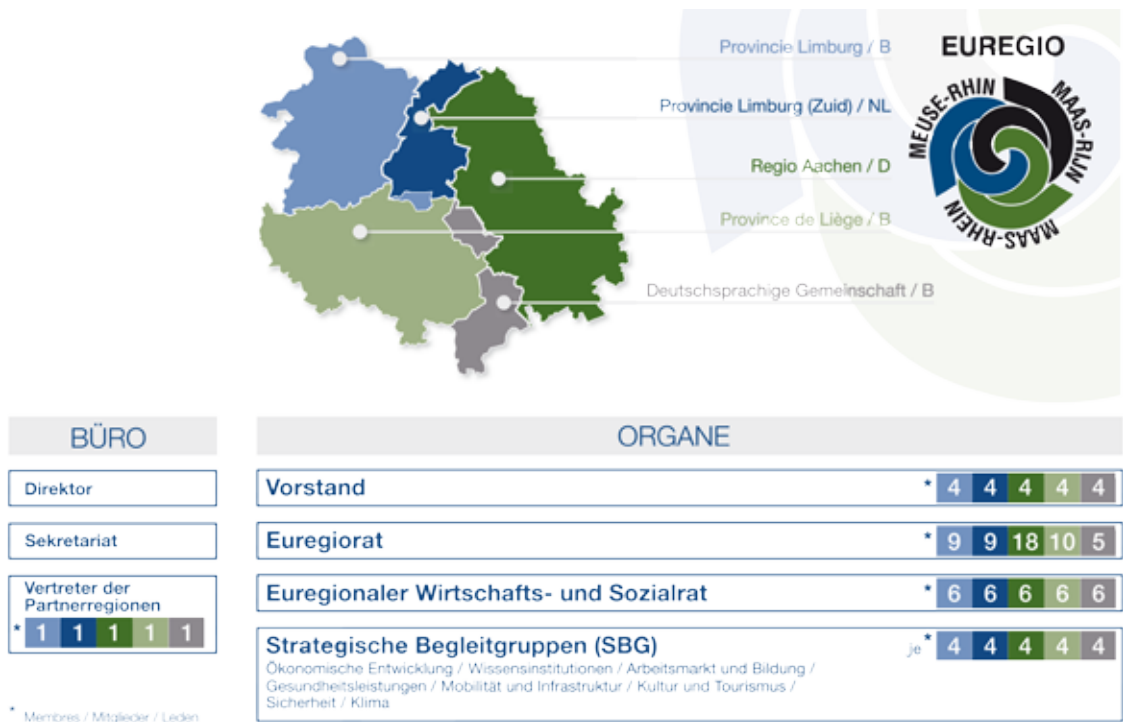 Provincie Limburg / B
Provincie Limburg (Zuid) / NL
Regio Aachen / D
Province de Liège / B
Deutschsprachige Gemeinschaft / B
EUREGIO
MEUSE-RHIN
MAAS-RIJN
MAAS-RHEIN
BÜRO
Direktor
Sekretariat
Vertreter der
Partnerregionen
* 1 1 1 1 1
* Membres / Mitglieder / Leden
ORGANE
Vorstand * 4 4 4 4 4
Euregiorat * 9 9 18 10 5
Euregionaler Wirtschafts- und Sozialrat * 6 6 6 6 6
Strategische Begleitgruppen (SBG) je * 4 4 4 4 4
Ökonomische Entwicklung / Wissensinstitutionen / Arbeitsmarkt und Bildung /
Gesundheitsleistungen / Mobilität und Infrastruktur / Kultur und Tourismus /
Sicherheit / Klima